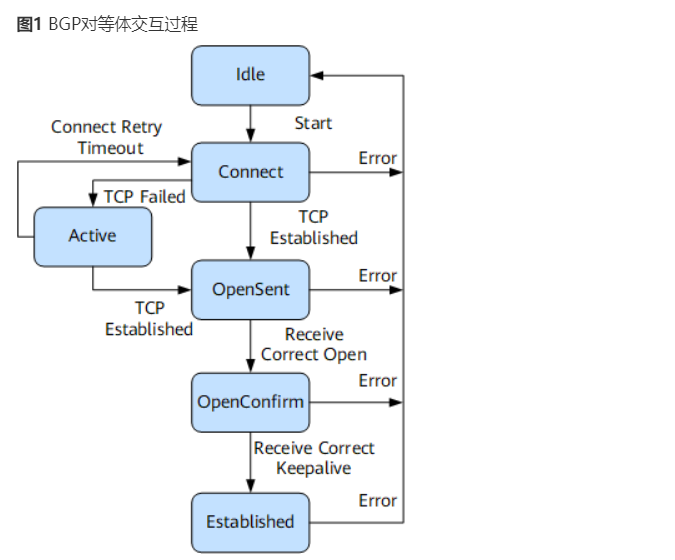 图1 BGP对等体交互过程
Idle
Start
Connect Retry
Timeout
Error
Connect
TCP Failed
TCP
Established
Active
Error
OpenSent
TCP
Established
Receive
Correct Open
Error
OpenConfirm
Receive Correct
Keepalive
Error
Established